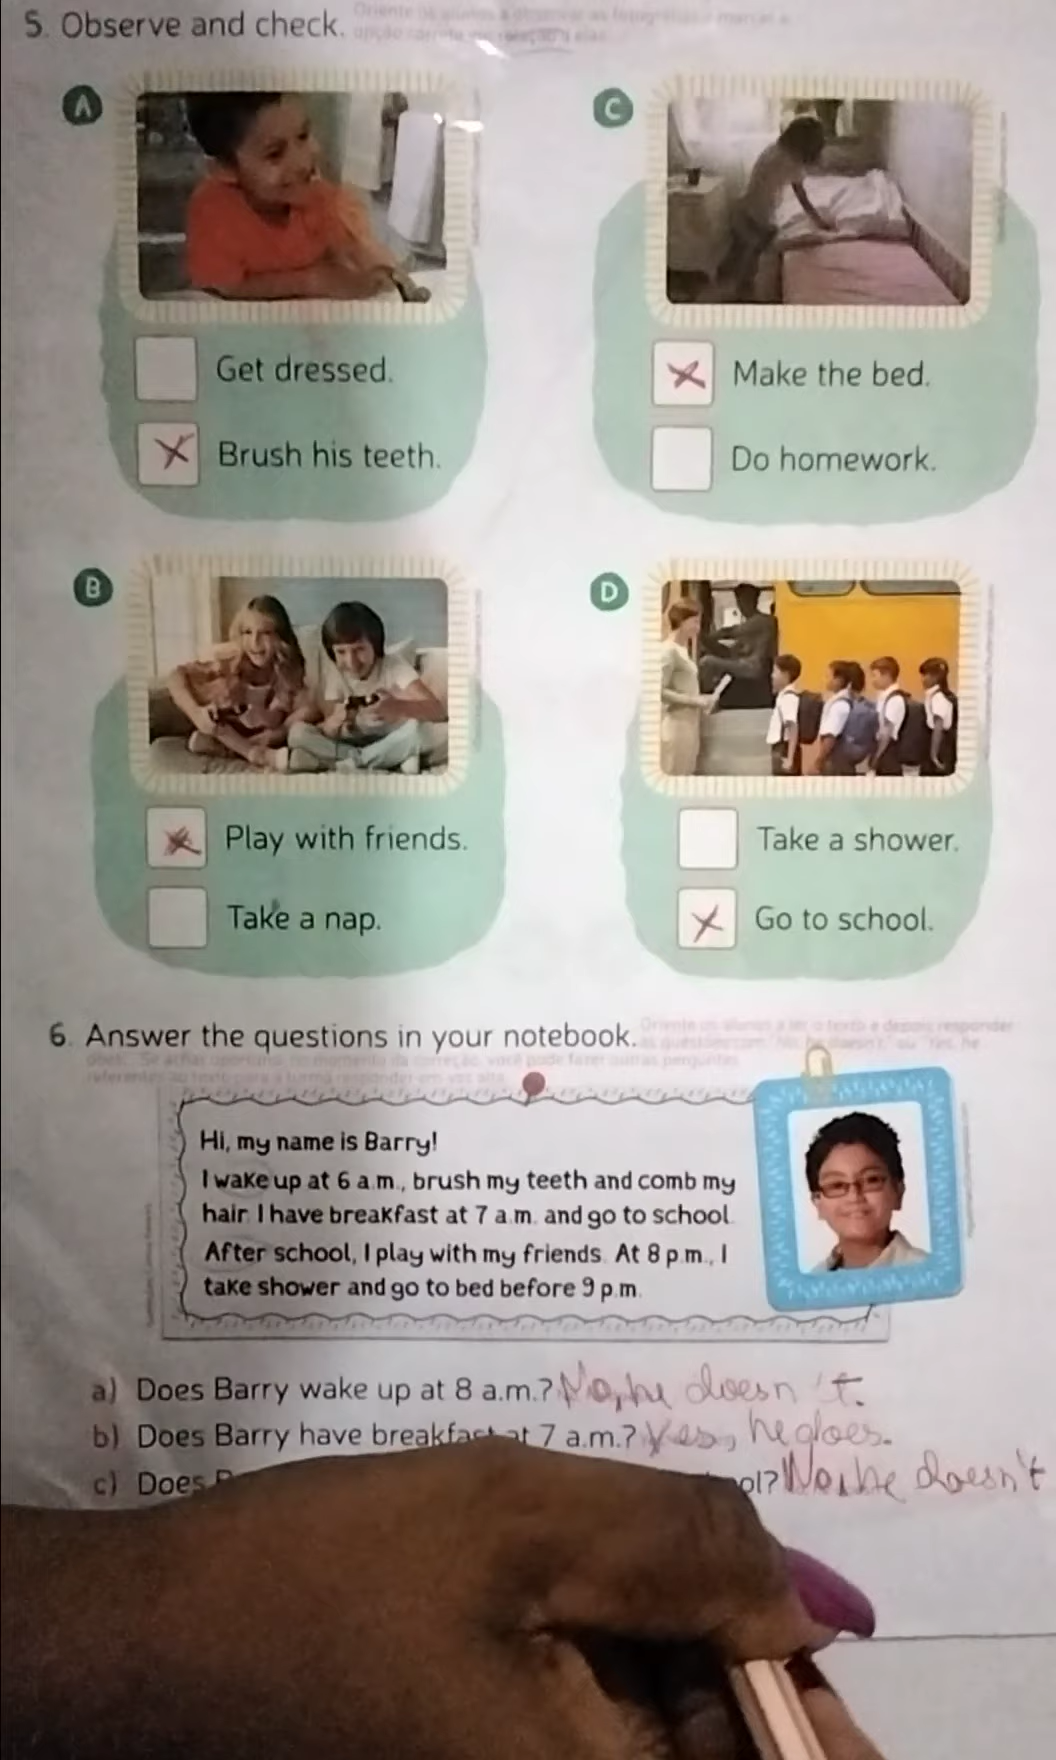 5. Observe and check.
A
Get dressed.
Brush his teeth.
C
Make the bed.
Do homework.
B
Play with friends.
Take a nap.
D
Take a shower.
Go to school.
6. Answer the questions in your notebook.
Hi, my name is Barry!
I wake up at 6 a.m., brush my teeth and comb my
hair. I have breakfast at 7 a.m. and go to school.
After school, I play with my friends. At 8 p.m., I
take shower and go to bed before 9 p.m.
a) Does Barry wake up at 8 a.m.? No, he doesn't.
b) Does Barry have breakfast at 7 a.m.? Yes, he does.
c) Does No, he doesn't